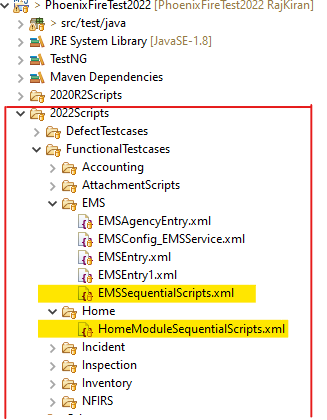 PhoenixFireTest2022 [PhoenixFireTest2022 RajKiran]
src/test/java
JRE System Library [JavaSE-1.8]
TestNG
Maven Dependencies
2020R2Scripts
2022Scripts
DefectTestcases
FunctionalTestcases
Accounting
AttachmentScripts
EMS
EMSAgencyEntry.xml
EMSConfig_EMSService.xml
EMSEntry.xml
EMSEntry1.xml
EMSSequentialScripts.xml
Home
HomeModuleSequentialScripts.xml
Incident
Inspection
Inventory
NFIRS